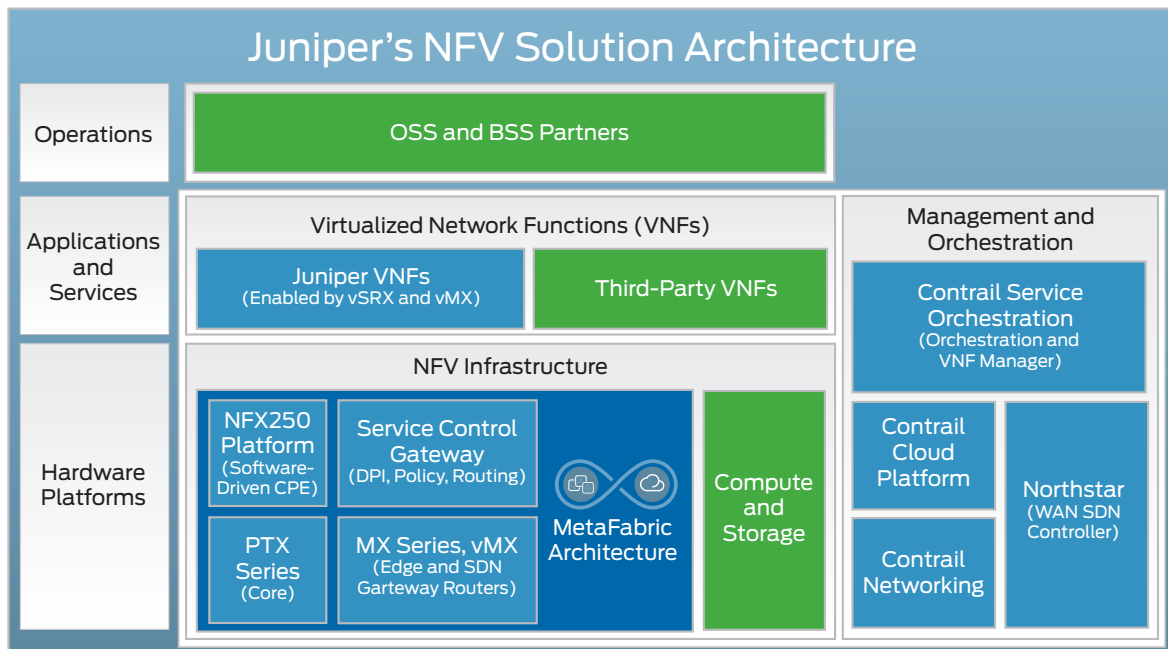 Juniper's NFV Solution Architecture
Operations
OSS and BSS Partners
Applications
and
Services
Virtualized Network Functions (VNFs)
Juniper VNFs
(Enabled by vSRX and vMX)
Third-Party VNFs
Management and
Orchestration
Contrail Service
Orchestration
(Orchestration and
VNF Manager)
Hardware
Platforms
NFV Infrastructure
NFX250
Platform
(Software-
Driven CPE)
Service Control
Gateway
(DPI, Policy, Routing)
PTX
Series
(Core)
MX Series, vMX
(Edge and SDN
Garteway Routers)
MetaFabric
Architecture
Compute
and
Storage
Contrail
Cloud
Platform
Contrail
Networking
Northstar
(WAN SDN
Controller)